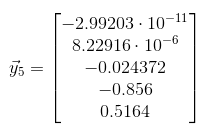 -2.99203 · 10⁻¹¹
8.22916 · 10⁻⁶
y⃗₅ = -0.024372
-0.856
0.5164